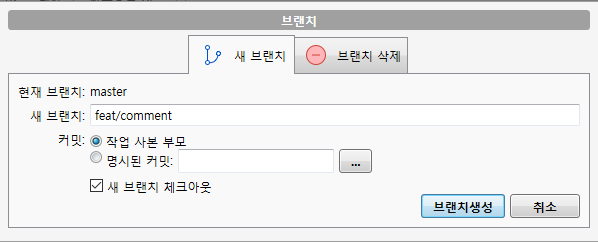 브랜치
새 브랜치 브랜치 삭제
현재 브랜치: master
새 브랜치: feat/comment
커밋: 작업 사본 부모
명시된 커밋: ...
새 브랜치 체크아웃
브랜치생성 취소